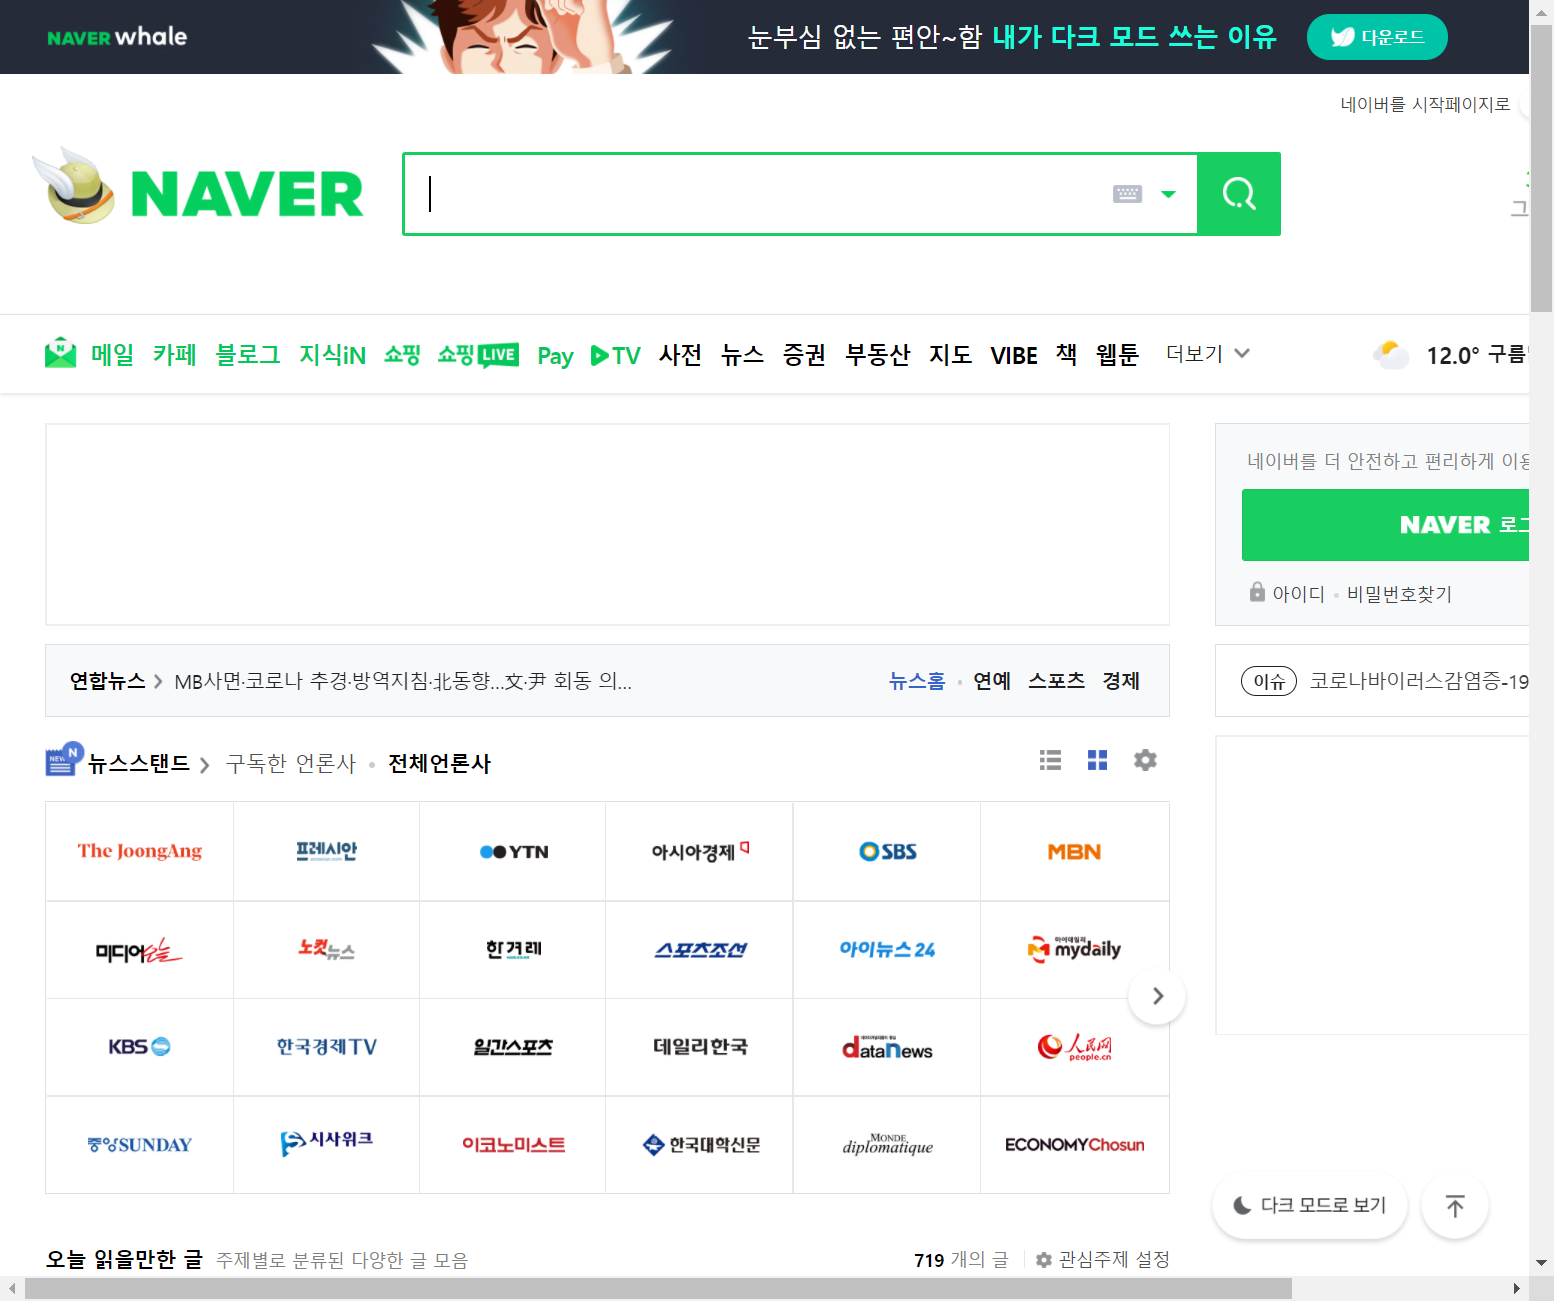 NAVER whale
눈부심 없는 편안~함 내가 다크 모드 쓰는 이유
다운로드
네이버를 시작페이지로
NAVER
메일 카페 블로그 지식iN 쇼핑 쇼핑LIVE Pay TV 사전 뉴스 증권 부동산 지도 VIBE 책 웹툰 더보기
12.0° 구름
네이버를 더 안전하고 편리하게
NAVER
아이디 · 비밀번호찾기
연합뉴스 MB사면·코로나 추경·방역지침·北동향...文·尹 회동 의...
뉴스홈 · 연예 스포츠 경제
이슈 코로나바이러스감염증-19
뉴스스탠드 구독한 언론사 · 전체언론사
The JoongAng 프레시안 YTN 아시아경제 SBS MBN
미디어오늘 노컷뉴스 한겨레 스포츠조선 아이뉴스24 마이데일리 mydaily
KBS 한국경제TV 일간스포츠 데일리한국 dataNews 人民网 people.cn
중앙SUNDAY 시사위크 이코노미스트 한국대학신문 MONDE diplomatique ECONOMYChosun
다크 모드로 보기
오늘 읽을만한 글 주제별로 분류된 다양한 글 모음
719 개의 글 관심주제 설정